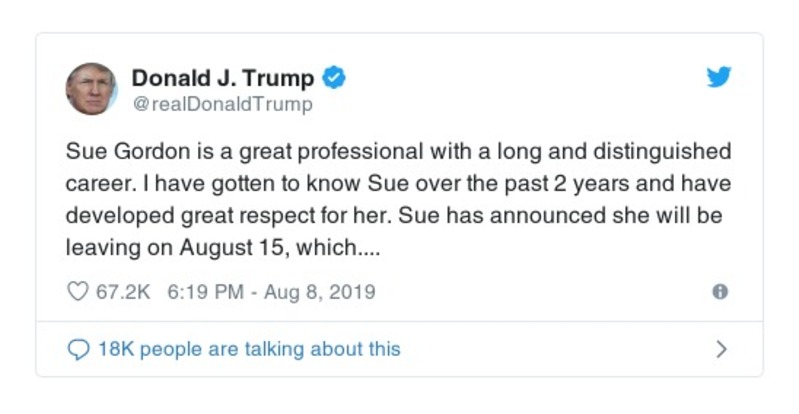 Donald J. Trump
@realDonaldTrump
Sue Gordon is a great professional with a long and distinguished
career. I have gotten to know Sue over the past 2 years and have
developed great respect for her. Sue has announced she will be
leaving on August 15, which....
67.2K 6:19 PM - Aug 8, 2019
18K people are talking about this